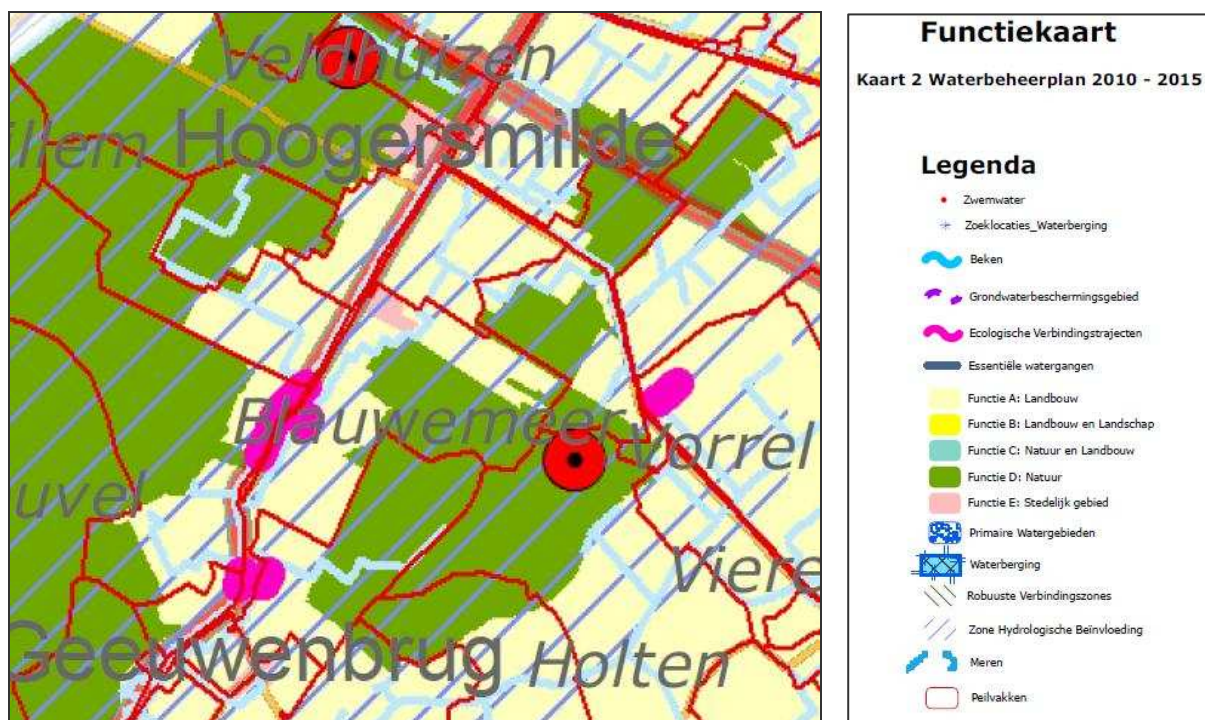 Veldhuizen
Hoogersmilde
Blauwemeer
Vorrel
uvel
Viere
Geeuwenbrug
Holten
Functiekaart
Kaart 2 Waterbeheerplan 2010 - 2015
Legenda
Zwemwater
Zoeklocaties_Waterberging
Beken
Grondwaterbeschermingsgebied
Ecologische Verbindingstrajecten
Essentiële watergangen
Functie A: Landbouw
Functie B: Landbouw en Landschap
Functie C: Natuur en Landbouw
Functie D: Natuur
Functie E: Stedelijk gebied
Primaire Watergebieden
Waterberging
Robuuste Verbindingszones
Zone Hydrologische Beïnvloeding
Meren
Peilvakken